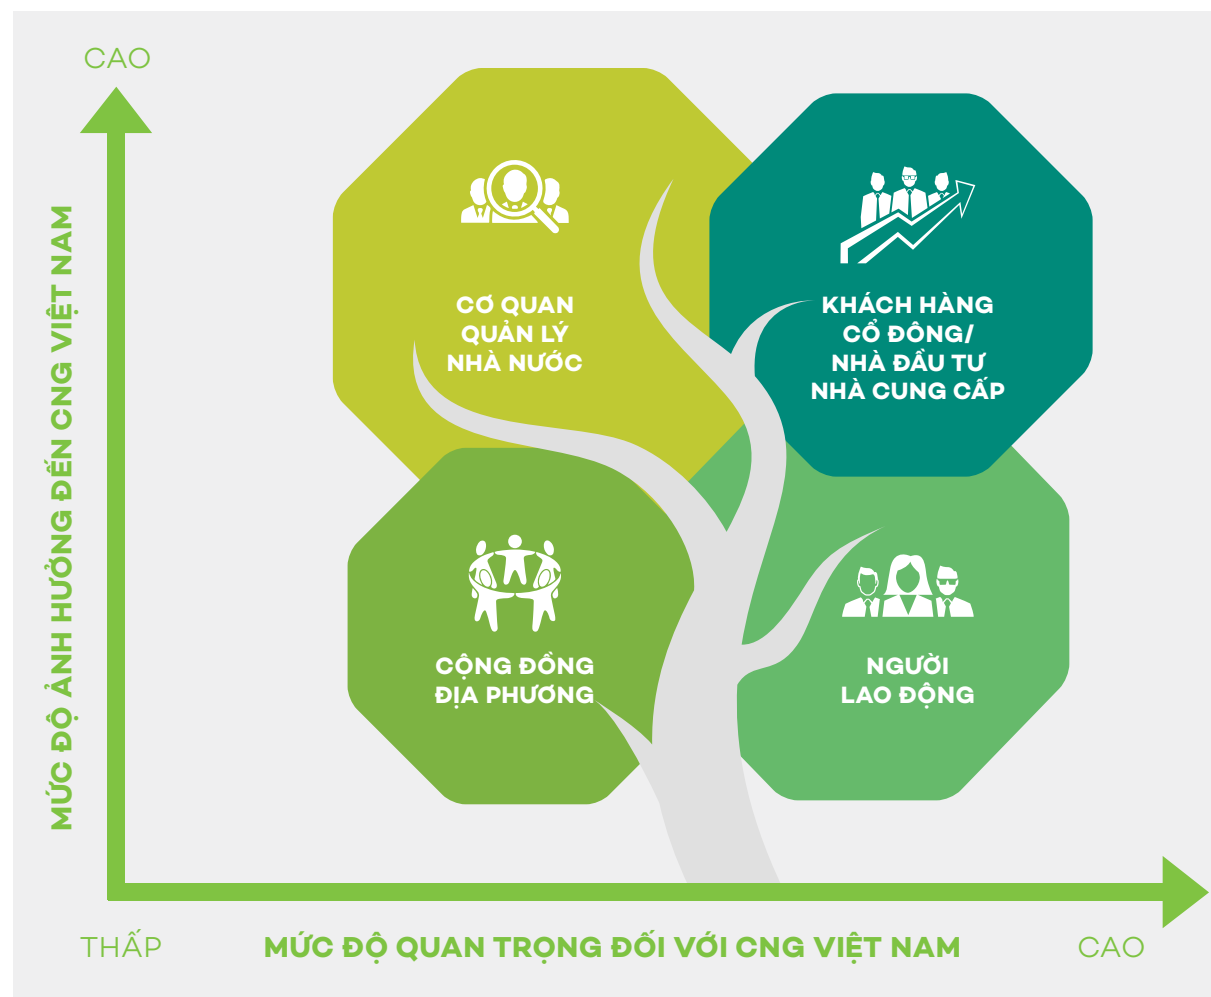 CAO
MỨC ĐỘ ẢNH HƯỞNG ĐẾN CNG VIỆT NAM
CƠ QUAN
QUẢN LÝ
NHÀ NƯỚC
KHÁCH HÀNG
CỔ ĐÔNG/
NHÀ ĐẦU TƯ
NHÀ CUNG CẤP
CỘNG ĐỒNG
ĐỊA PHƯƠNG
NGƯỜI
LAO ĐỘNG
THẤP
MỨC ĐỘ QUAN TRỌNG ĐỐI VỚI CNG VIỆT NAM
CAO